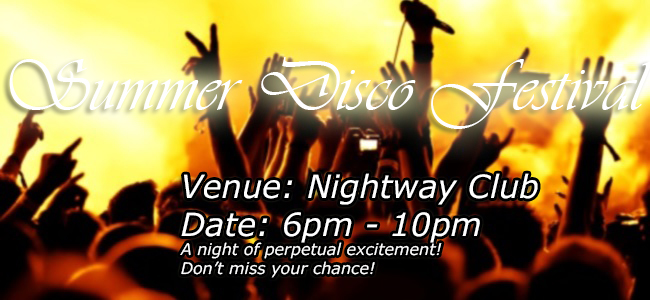 Summer Disco Festival
Venue: Nightway Club
Date: 6pm - 10pm
A night of perpetual excitement!
Don't miss your chance!